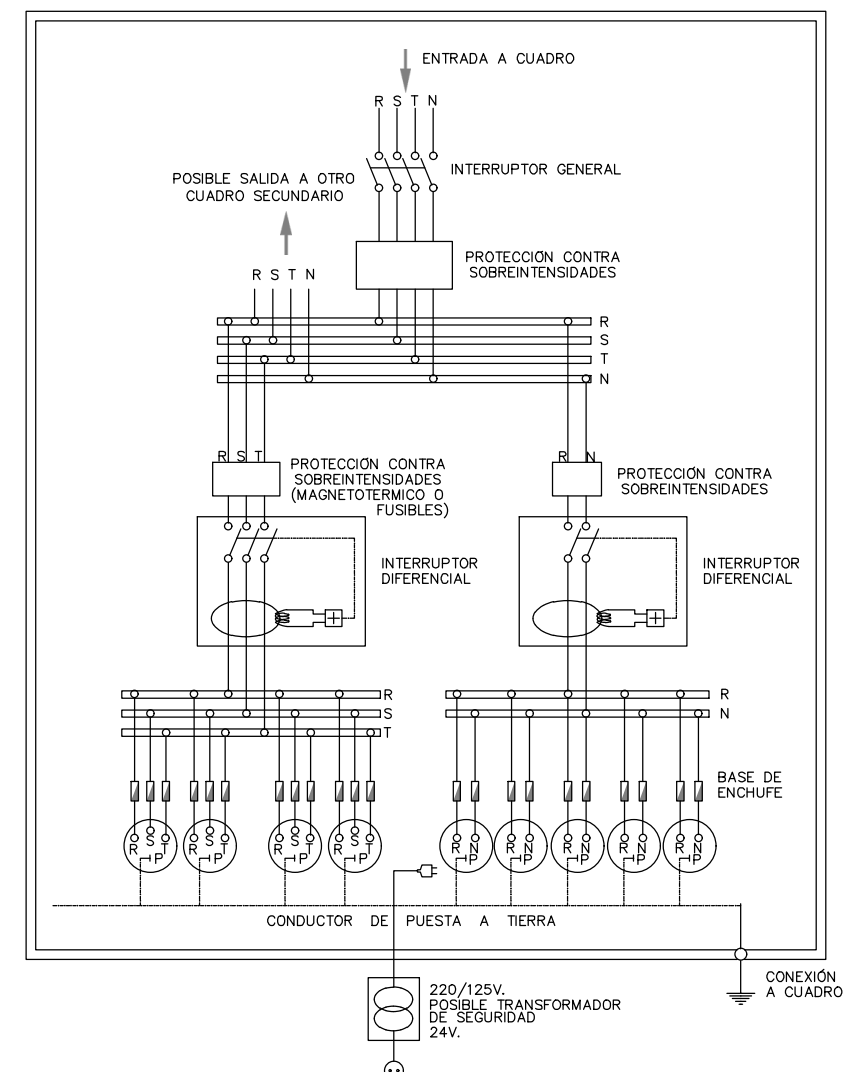 ENTRADA A CUADRO
R S T N
INTERRUPTOR GENERAL
POSIBLE SALIDA A OTRO
CUADRO SECUNDARIO
PROTECCIÓN CONTRA
SOBREINTENSIDADES
R S T N
R
S
T
N
R S T
PROTECCIÓN CONTRA
SOBREINTENSIDADES
(MAGNETOTERMICO O
FUSIBLES)
R N
PROTECCIÓN CONTRA
SOBREINTENSIDADES
INTERRUPTOR
DIFERENCIAL
INTERRUPTOR
DIFERENCIAL
R
S
T
R
N
BASE DE
ENCHUFE
R S T P
R S T P
R S T P
R S T P
R N P
R N P
R N P
R N P
R N P
CONDUCTOR DE PUESTA A TIERRA
CONEXIÓN
A CUADRO
220/125V.
POSIBLE TRANSFORMADOR
DE SEGURIDAD
24V.